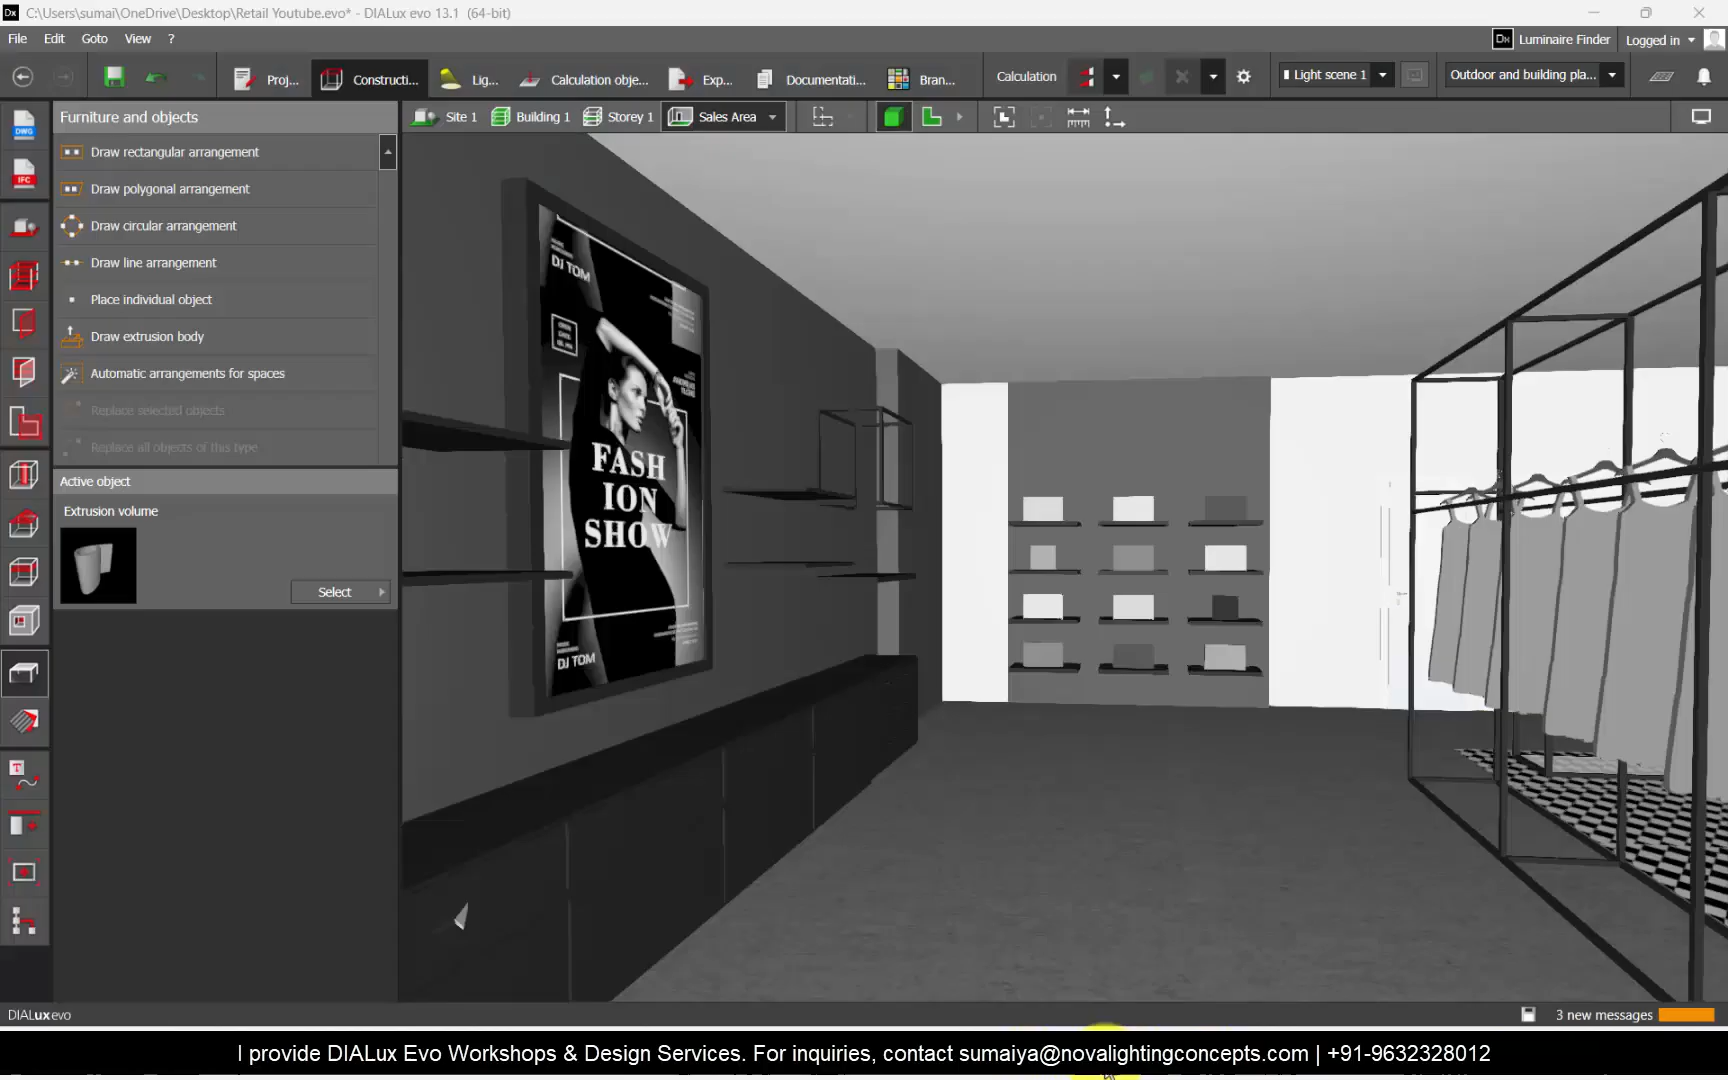 C:\Users\sumai\OneDrive\Desktop\Retail Youtube.evo* - DIALux evo 13.1 (64-bit)
File Edit Goto View ?
Luminaire Finder Logged in
Proj... Constructi... Lig... Calculation obje... Exp... Documentati... Bran... Calculation Light scene 1 Outdoor and building pla...
Site 1 Building 1 Storey 1 Sales Area
DWG
IFC
Furniture and objects
Draw rectangular arrangement
Draw polygonal arrangement
Draw circular arrangement
Draw line arrangement
Place individual object
Draw extrusion body
Automatic arrangements for spaces
Replace selected objects
Replace all objects of this type
Active object
Extrusion volume
Select
DJ TOM
FASH
ION
SHOW
DJ TOM
DIALux evo
3 new messages
I provide DIALux Evo Workshops & Design Services. For inquiries, contact sumaiya@novalightingconcepts.com | +91-9632328012